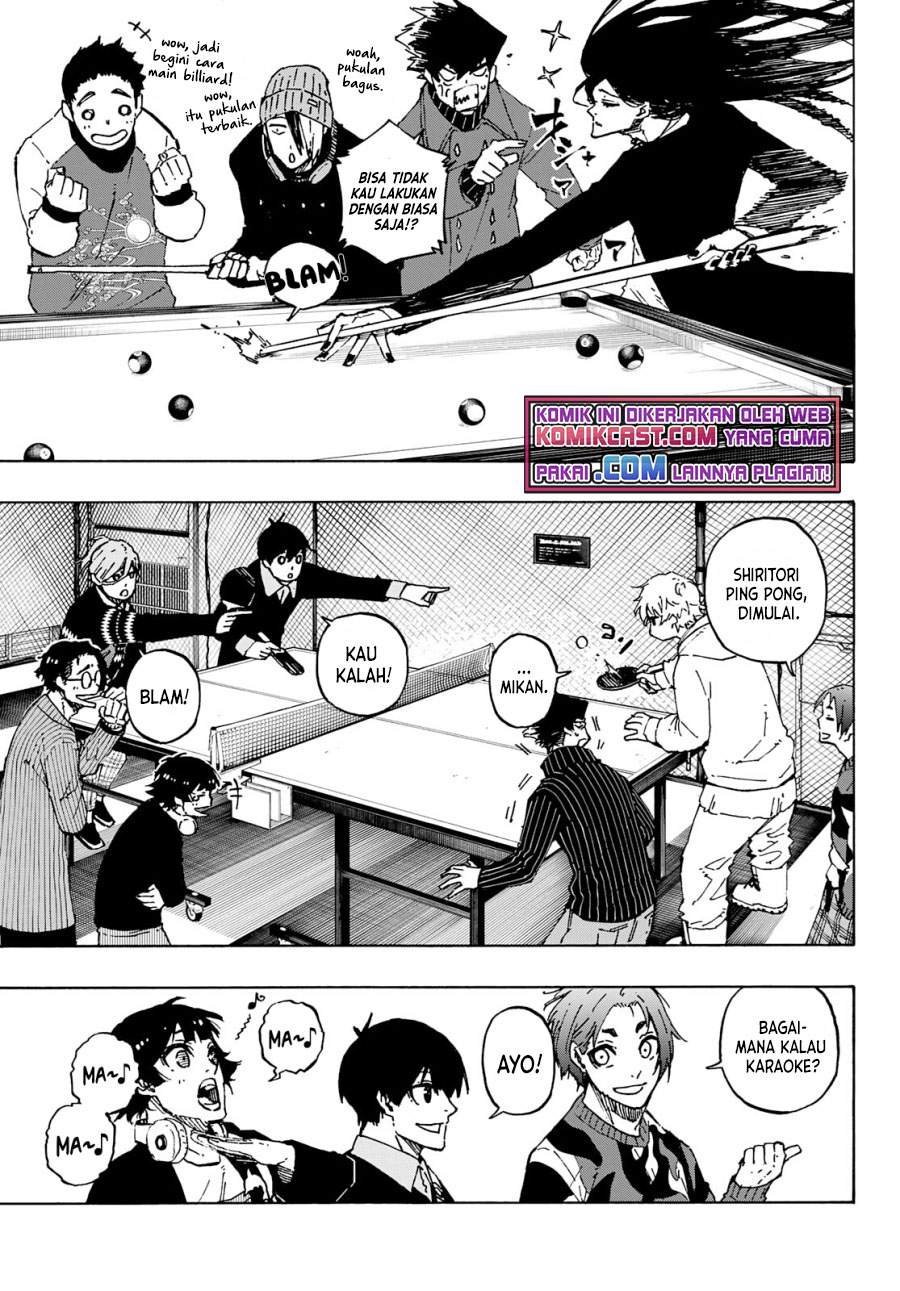 wow, jadi
begini cara
main billiard!
wow,
itu pukulan
terbaik.
woah,
pukulan
bagus.
BISA TIDAK
KAU LAKUKAN
DENGAN BIASA
SAJA!?
BLAM!
KOMIK INI DIKERJAKAN OLEH WEB
KOMIKCAST.COM YANG CUMA
PAKAI .COM LAINNYA PLAGIAT!
SHIRITORI
PING PONG,
DIMULAI.
...
MIKAN.
KAU
KALAH!
BLAM!
BAGAI-
MANA KALAU
KARAOKE?
AYO!
MA~♪
MA~♪
MA~♪